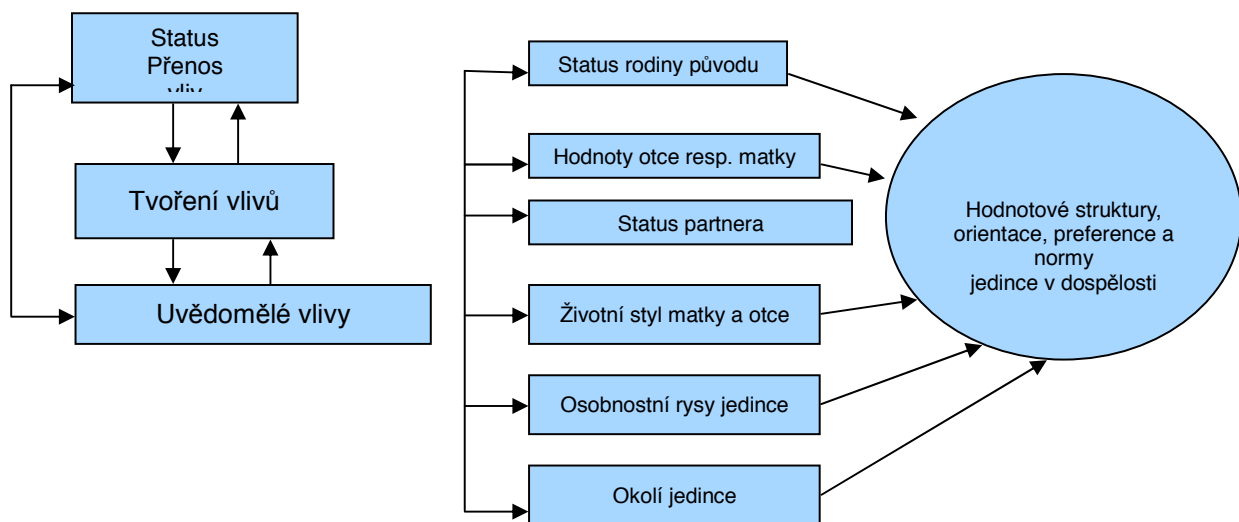 Status
Přenos
Tvoření vlivů
Uvědomělé vlivy
Status rodiny původu
Hodnoty otce resp. matky
Status partnera
Životní styl matky a otce
Osobnostní rysy jedince
Okolí jedince
Hodnotové struktury,
orientace, preference a
normy
jedince v dospělosti